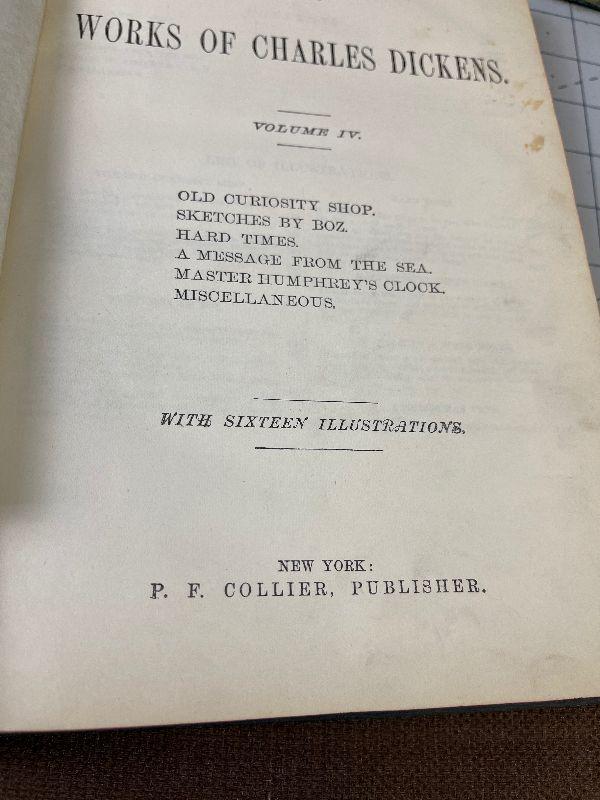 WORKS OF CHARLES DICKENS.
VOLUME IV.
OLD CURIOSITY SHOP.
SKETCHES BY BOZ.
HARD TIMES.
A MESSAGE FROM THE SEA.
MASTER HUMPHREY'S CLOCK.
MISCELLANEOUS.
WITH SIXTEEN ILLUSTRATIONS.
NEW YORK:
P. F. COLLIER, PUBLISHER.